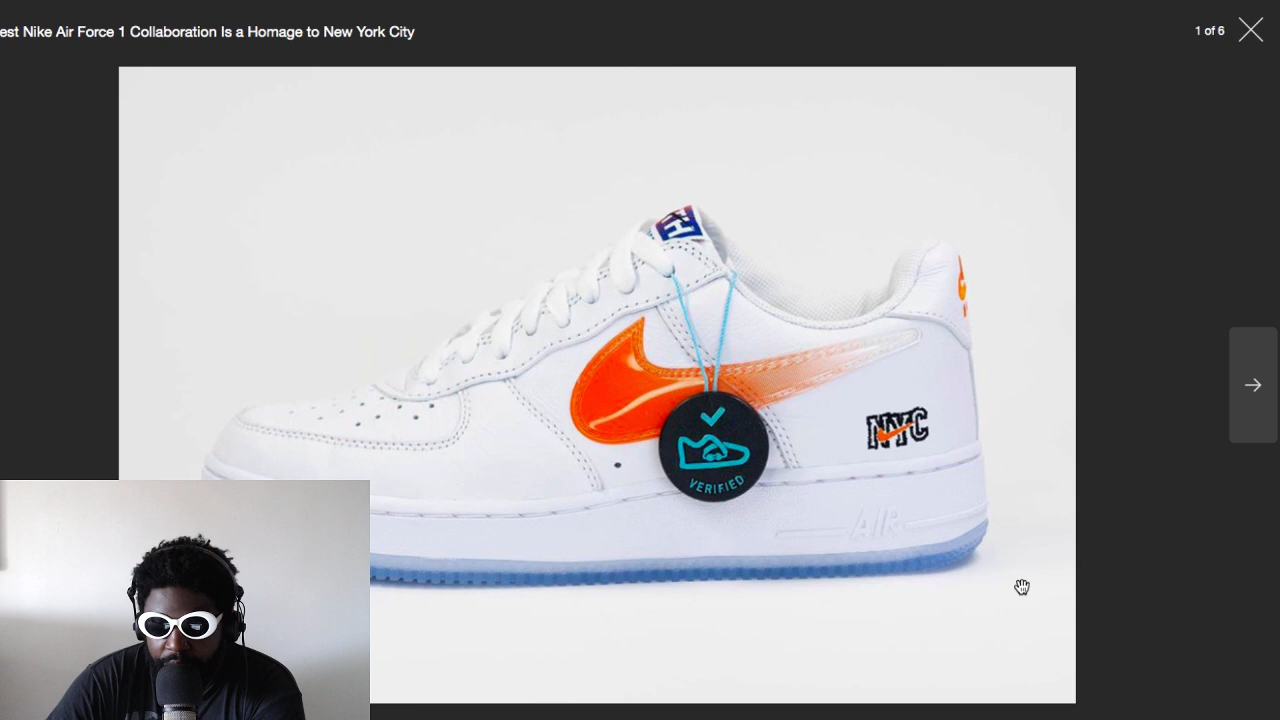 est Nike Air Force 1 Collaboration Is a Homage to New York City
1 of 6
NYC
VERIFIED
AIR